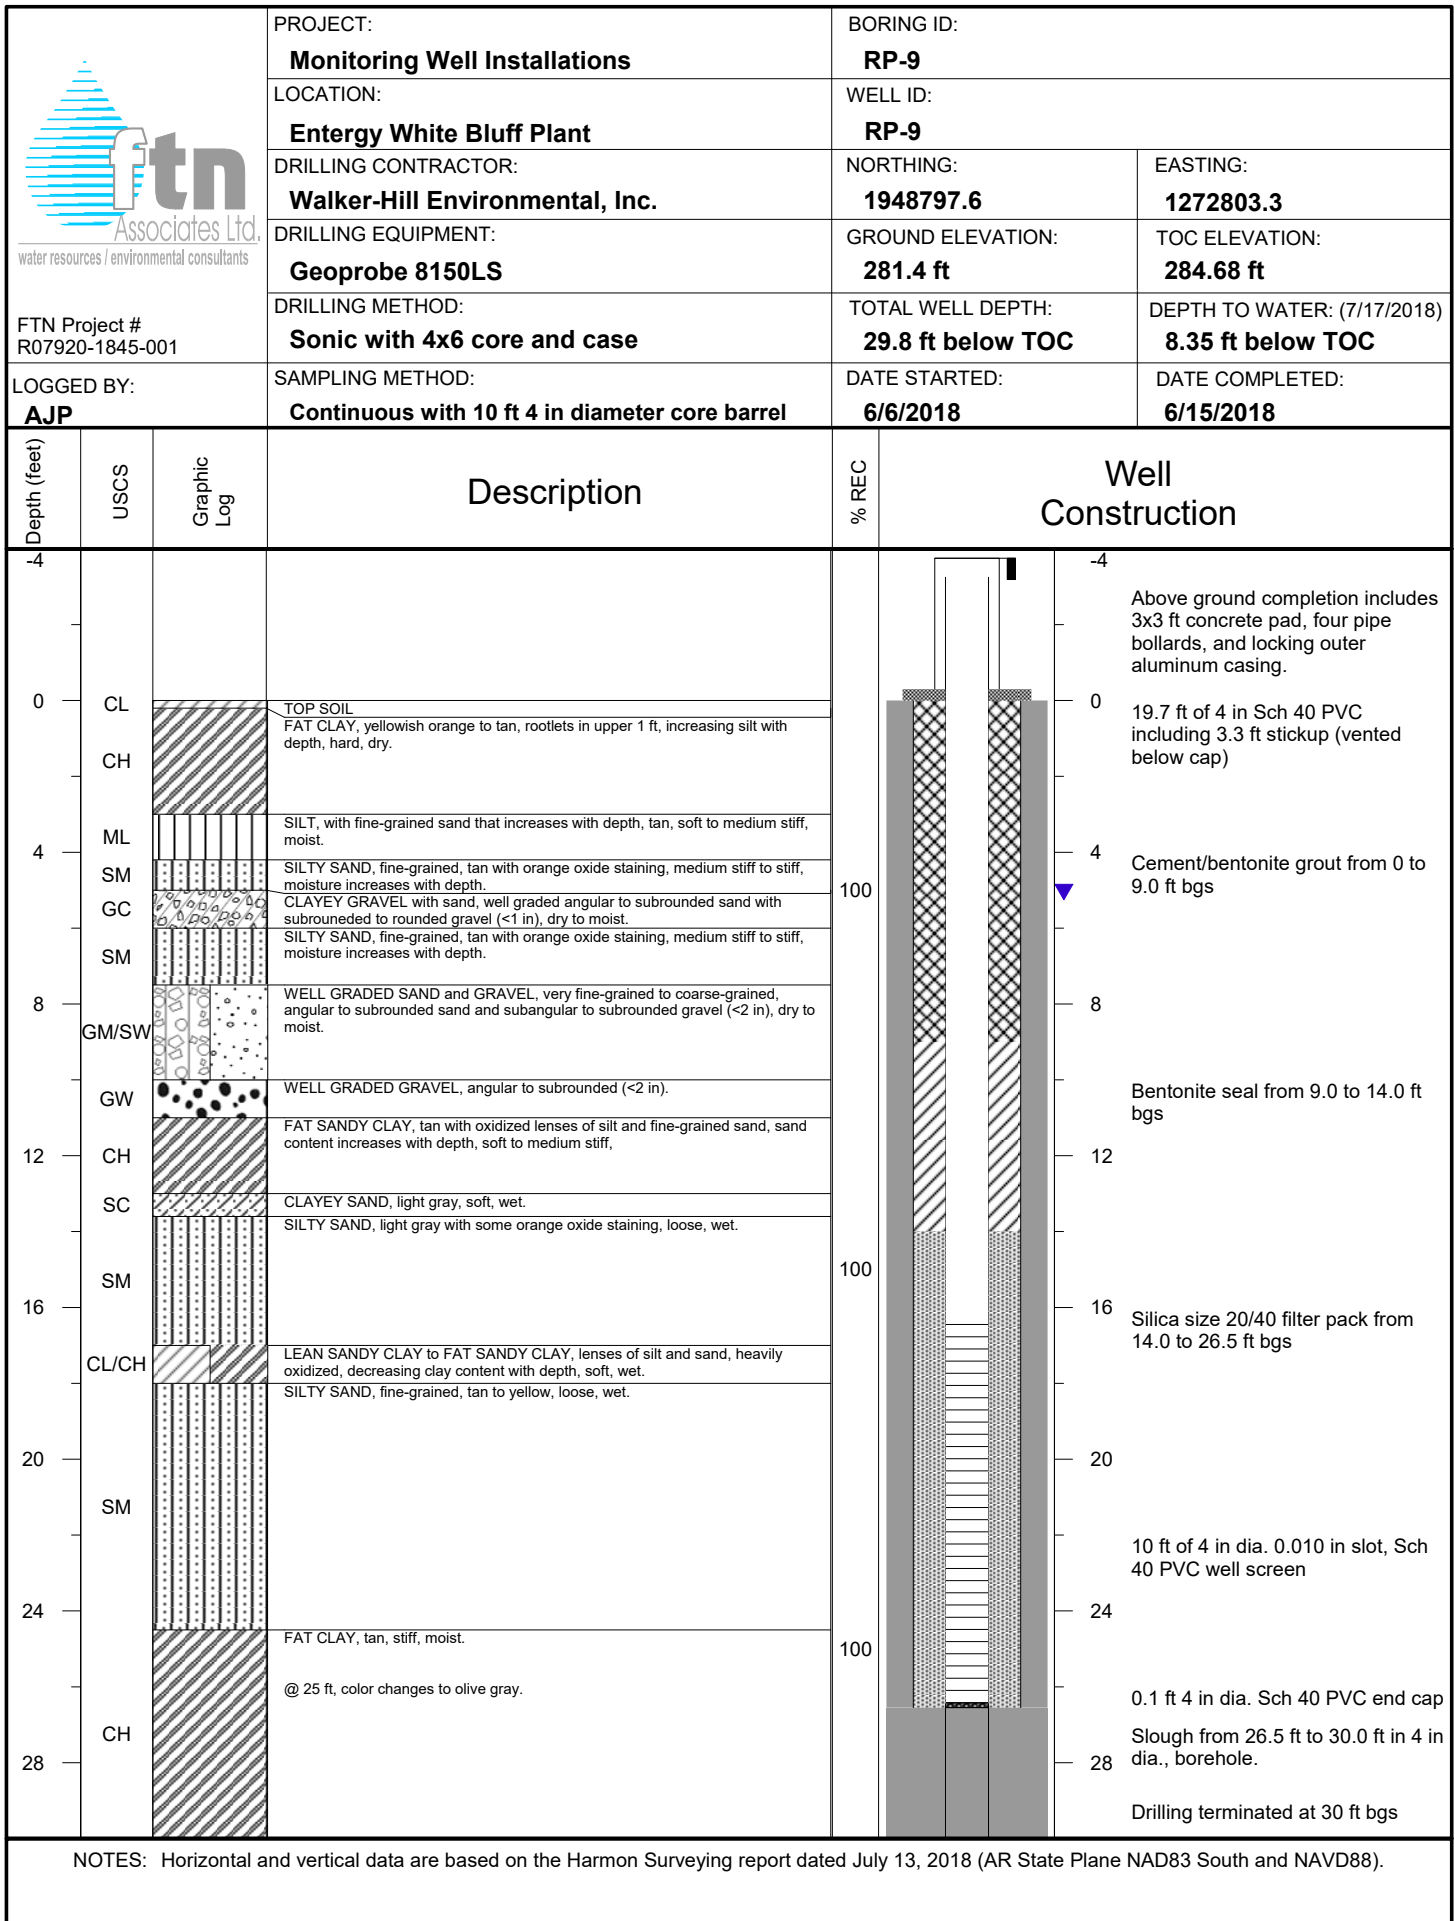 ftn
Associates Ltd.
water resources / environmental consultants
FTN Project #
R07920-1845-001
LOGGED BY:
AJP
PROJECT:
Monitoring Well Installations
LOCATION:
Entergy White Bluff Plant
DRILLING CONTRACTOR:
Walker-Hill Environmental, Inc.
DRILLING EQUIPMENT:
Geoprobe 8150LS
DRILLING METHOD:
Sonic with 4x6 core and case
SAMPLING METHOD:
Continuous with 10 ft 4 in diameter core barrel
BORING ID:
RP-9
WELL ID:
RP-9
NORTHING:
1948797.6
EASTING:
1272803.3
GROUND ELEVATION:
281.4 ft
TOC ELEVATION:
284.68 ft
TOTAL WELL DEPTH:
29.8 ft below TOC
DEPTH TO WATER: (7/17/2018)
8.35 ft below TOC
DATE STARTED:
6/6/2018
DATE COMPLETED:
6/15/2018
Depth (feet)
USCS
Graphic
Log
Description
% REC
Well
Construction
-4
0
4
8
12
16
20
24
28
CL
CH
ML
SM
GC
SM
GM/SW
GW
CH
SC
SM
CL/CH
SM
CH
TOP SOIL
FAT CLAY, yellowish orange to tan, rootlets in upper 1 ft, increasing silt with
depth, hard, dry.
SILT, with fine-grained sand that increases with depth, tan, soft to medium stiff,
moist.
SILTY SAND, fine-grained, tan with orange oxide staining, medium stiff to stiff,
moisture increases with depth.
CLAYEY GRAVEL with sand, well graded angular to subrounded sand with
subrouneded to rounded gravel (<1 in), dry to moist.
SILTY SAND, fine-grained, tan with orange oxide staining, medium stiff to stiff,
moisture increases with depth.
WELL GRADED SAND and GRAVEL, very fine-grained to coarse-grained,
angular to subrounded sand and subangular to subrounded gravel (<2 in), dry to
moist.
WELL GRADED GRAVEL, angular to subrounded (<2 in).
FAT SANDY CLAY, tan with oxidized lenses of silt and fine-grained sand, sand
content increases with depth, soft to medium stiff,
CLAYEY SAND, light gray, soft, wet.
SILTY SAND, light gray with some orange oxide staining, loose, wet.
LEAN SANDY CLAY to FAT SANDY CLAY, lenses of silt and sand, heavily
oxidized, decreasing clay content with depth, soft, wet.
SILTY SAND, fine-grained, tan to yellow, loose, wet.
FAT CLAY, tan, stiff, moist.
@ 25 ft, color changes to olive gray.
100
100
100
-4
0
4
8
12
16
20
24
28
Above ground completion includes
3x3 ft concrete pad, four pipe
bollards, and locking outer
aluminum casing.
19.7 ft of 4 in Sch 40 PVC
including 3.3 ft stickup (vented
below cap)
Cement/bentonite grout from 0 to
9.0 ft bgs
Bentonite seal from 9.0 to 14.0 ft
bgs
Silica size 20/40 filter pack from
14.0 to 26.5 ft bgs
10 ft of 4 in dia. 0.010 in slot, Sch
40 PVC well screen
0.1 ft 4 in dia. Sch 40 PVC end cap
Slough from 26.5 ft to 30.0 ft in 4 in
dia., borehole.
Drilling terminated at 30 ft bgs
NOTES: Horizontal and vertical data are based on the Harmon Surveying report dated July 13, 2018 (AR State Plane NAD83 South and NAVD88).